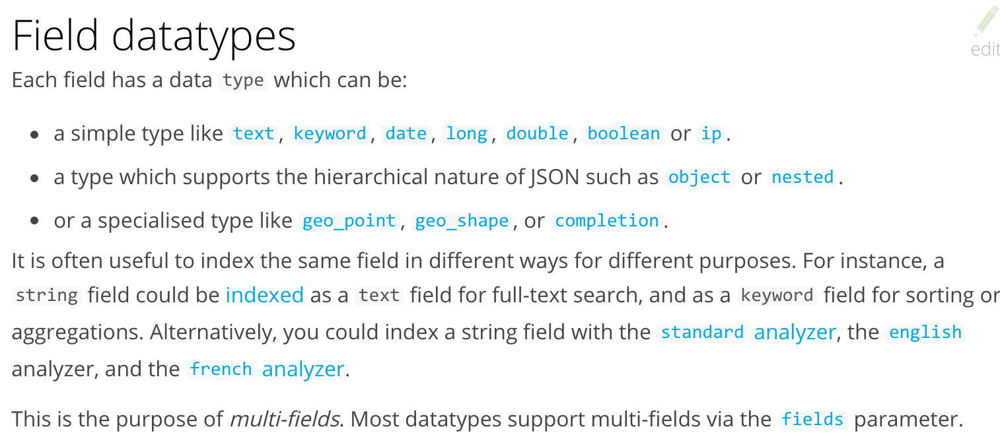 Field datatypes
edit
Each field has a data type which can be:
• a simple type like text, keyword, date, long, double, boolean or ip.
• a type which supports the hierarchical nature of JSON such as object or nested.
• or a specialised type like geo_point, geo_shape, or completion.
It is often useful to index the same field in different ways for different purposes. For instance, a
string field could be indexed as a text field for full-text search, and as a keyword field for sorting or
aggregations. Alternatively, you could index a string field with the standard analyzer, the english
analyzer, and the french analyzer.
This is the purpose of multi-fields. Most datatypes support multi-fields via the fields parameter.